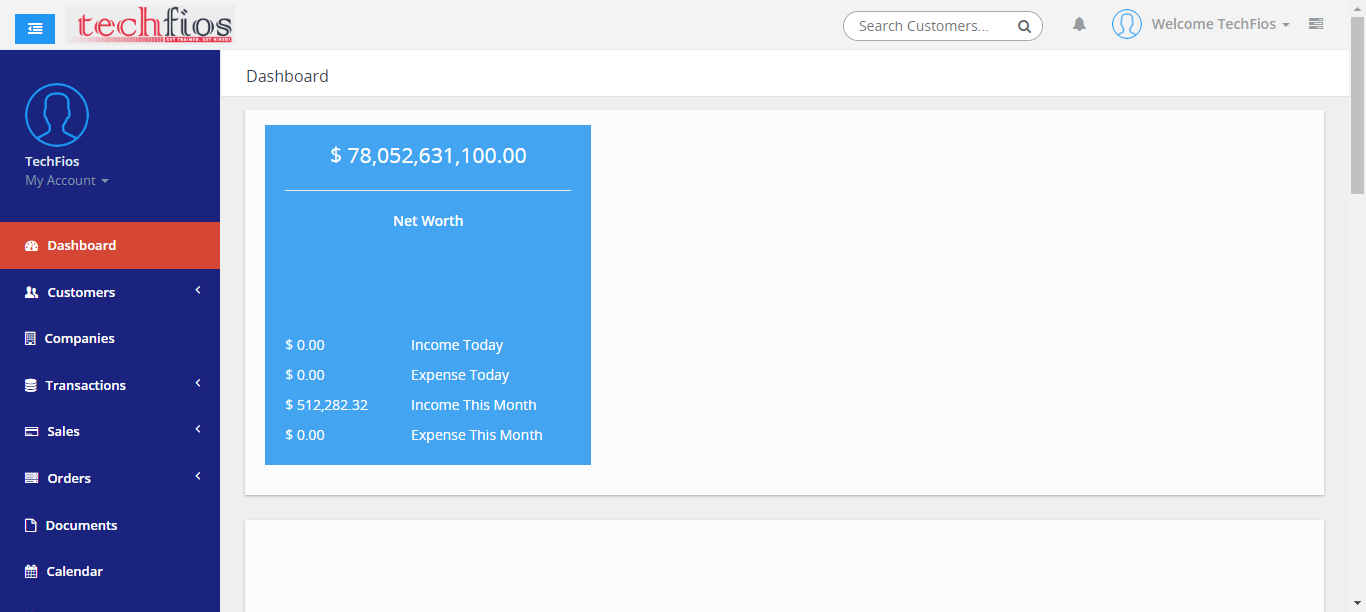 techfios
GET TRAINED. GET HIRED!
Search Customers...
Welcome TechFios
TechFios
My Account
Dashboard
Customers
Companies
Transactions
Sales
Orders
Documents
Calendar
Dashboard
$ 78,052,631,100.00
Net Worth
$ 0.00 Income Today
$ 0.00 Expense Today
$ 512,282.32 Income This Month
$ 0.00 Expense This Month